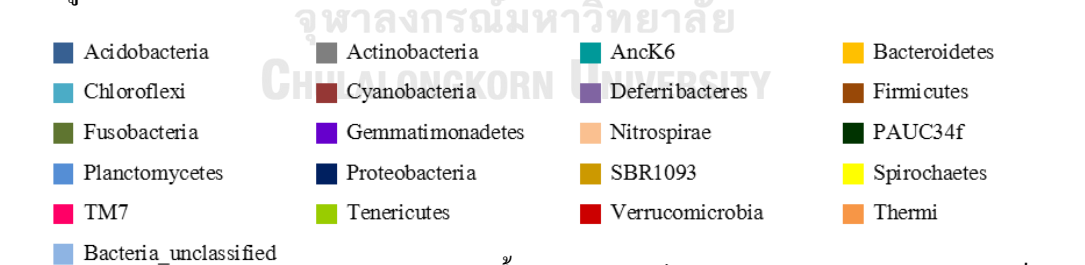 จุฬาลงกรณ์มหาวิทยาลัย
CHULALONGKORN UNIVERSITY
Acidobacteria Actinobacteria AncK6 Bacteroidetes
Chloroflexi Cyanobacteria Deferribacteres Firmicutes
Fusobacteria Gemmatimonadetes Nitrospirae PAUC34f
Planctomycetes Proteobacteria SBR1093 Spirochaetes
TM7 Tenericutes Verrucomicrobia Thermi
Bacteria_unclassified